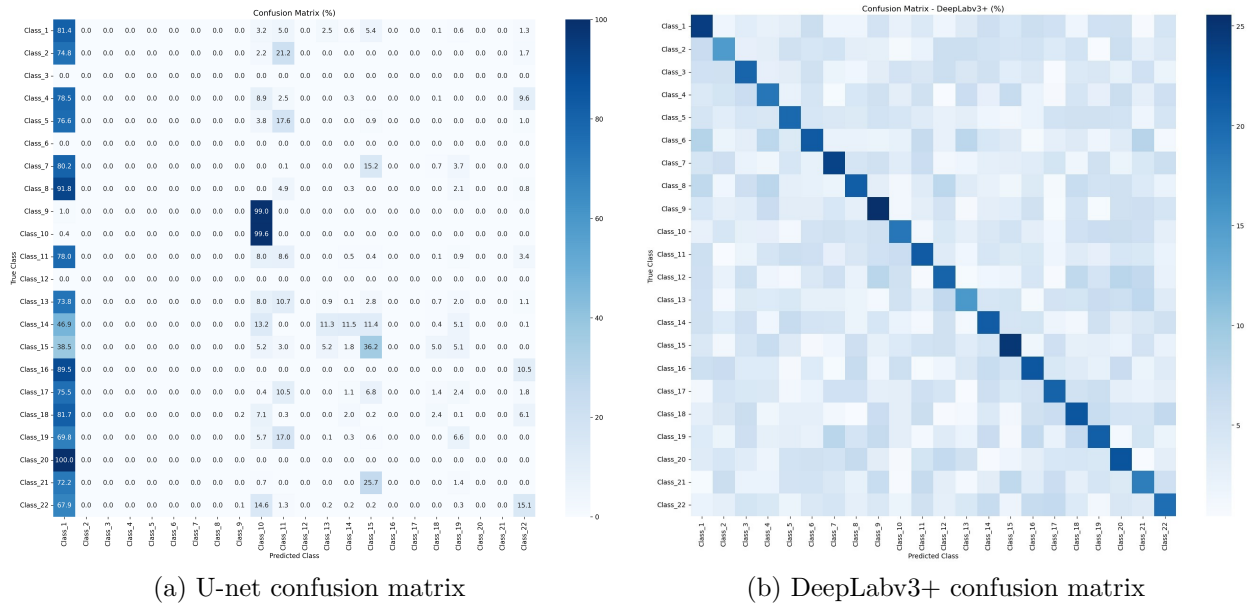 Confusion Matrix (%)
Class_1 81.4 0.0 0.0 0.0 0.0 0.0 0.0 0.0 0.0 3.2 5.0 0.0 2.5 0.6 5.4 0.0 0.0 0.1 0.6 0.0 0.0 1.3
Class_2 74.8 0.0 0.0 0.0 0.0 0.0 0.0 0.0 0.0 2.2 21.2 0.0 0.0 0.0 0.0 0.0 0.0 0.0 0.0 0.0 0.0 1.7
Class_3 0.0 0.0 0.0 0.0 0.0 0.0 0.0 0.0 0.0 0.0 0.0 0.0 0.0 0.0 0.0 0.0 0.0 0.0 0.0 0.0 0.0 0.0
Class_4 78.5 0.0 0.0 0.0 0.0 0.0 0.0 0.0 0.0 8.9 2.5 0.0 0.0 0.3 0.0 0.0 0.0 0.1 0.0 0.0 0.0 9.6
Class_5 76.6 0.0 0.0 0.0 0.0 0.0 0.0 0.0 0.0 3.8 17.6 0.0 0.0 0.0 0.9 0.0 0.0 0.0 0.3 0.0 0.0 1.0
Class_6 0.0 0.0 0.0 0.0 0.0 0.0 0.0 0.0 0.0 0.0 0.0 0.0 0.0 0.0 0.0 0.0 0.0 0.0 0.0 0.0 0.0 0.0
Class_7 80.2 0.0 0.0 0.0 0.0 0.0 0.0 0.0 0.0 0.0 0.1 0.0 0.0 0.0 15.2 0.0 0.0 0.7 3.7 0.0 0.0 0.0
Class_8 91.8 0.0 0.0 0.0 0.0 0.0 0.0 0.0 0.0 0.0 4.9 0.0 0.0 0.3 0.0 0.0 0.0 0.0 2.1 0.0 0.0 0.8
Class_9 1.0 0.0 0.0 0.0 0.0 0.0 0.0 0.0 0.0 99.0 0.0 0.0 0.0 0.0 0.0 0.0 0.0 0.0 0.0 0.0 0.0 0.0
Class_10 0.4 0.0 0.0 0.0 0.0 0.0 0.0 0.0 0.0 99.6 0.0 0.0 0.0 0.0 0.0 0.0 0.0 0.0 0.0 0.0 0.0 0.0
Class_11 78.0 0.0 0.0 0.0 0.0 0.0 0.0 0.0 0.0 8.0 8.6 0.0 0.0 0.5 0.4 0.0 0.0 0.1 0.9 0.0 0.0 3.4
Class_12 0.0 0.0 0.0 0.0 0.0 0.0 0.0 0.0 0.0 0.0 0.0 0.0 0.0 0.0 0.0 0.0 0.0 0.0 0.0 0.0 0.0 0.0
Class_13 73.8 0.0 0.0 0.0 0.0 0.0 0.0 0.0 0.0 8.0 10.7 0.0 0.9 0.1 2.8 0.0 0.0 0.7 2.0 0.0 0.0 1.1
Class_14 46.9 0.0 0.0 0.0 0.0 0.0 0.0 0.0 0.0 13.2 0.0 0.0 11.3 11.5 11.4 0.0 0.0 0.4 5.1 0.0 0.0 0.1
Class_15 38.5 0.0 0.0 0.0 0.0 0.0 0.0 0.0 0.0 5.2 3.0 0.0 5.2 1.8 36.2 0.0 0.0 5.0 5.1 0.0 0.0 0.0
Class_16 89.5 0.0 0.0 0.0 0.0 0.0 0.0 0.0 0.0 0.0 0.0 0.0 0.0 0.0 0.0 0.0 0.0 0.0 0.0 0.0 0.0 10.5
Class_17 75.5 0.0 0.0 0.0 0.0 0.0 0.0 0.0 0.0 0.4 10.5 0.0 0.0 1.1 6.8 0.0 0.0 1.4 2.4 0.0 0.0 1.8
Class_18 81.7 0.0 0.0 0.0 0.0 0.0 0.0 0.0 0.2 7.1 0.3 0.0 0.0 2.0 0.2 0.0 0.0 2.4 0.1 0.0 0.0 6.1
Class_19 69.8 0.0 0.0 0.0 0.0 0.0 0.0 0.0 0.0 5.7 17.0 0.0 0.1 0.3 0.6 0.0 0.0 0.0 6.6 0.0 0.0 0.0
Class_20 100.0 0.0 0.0 0.0 0.0 0.0 0.0 0.0 0.0 0.0 0.0 0.0 0.0 0.0 0.0 0.0 0.0 0.0 0.0 0.0 0.0 0.0
Class_21 72.2 0.0 0.0 0.0 0.0 0.0 0.0 0.0 0.0 0.7 0.0 0.0 0.0 0.0 25.7 0.0 0.0 0.0 1.4 0.0 0.0 0.0
Class_22 67.9 0.0 0.0 0.0 0.0 0.0 0.0 0.0 0.1 14.6 1.3 0.0 0.2 0.3 0.0 0.0 0.0 0.0 0.3 0.0 0.0 15.1
True Class
Class_1 Class_2 Class_3 Class_4 Class_5 Class_6 Class_7 Class_8 Class_9 Class_10 Class_11 Class_12 Class_13 Class_14 Class_15 Class_16 Class_17 Class_18 Class_19 Class_20 Class_21 Class_22
Predicted Class
100
80
60
40
20
0
(a) U-net confusion matrix
Confusion Matrix - DeepLabv3+ (%)
Class_1
Class_2
Class_3
Class_4
Class_5
Class_6
Class_7
Class_8
Class_9
Class_10
Class_11
Class_12
Class_13
Class_14
Class_15
Class_16
Class_17
Class_18
Class_19
Class_20
Class_21
Class_22
True Class
Class_1 Class_2 Class_3 Class_4 Class_5 Class_6 Class_7 Class_8 Class_9 Class_10 Class_11 Class_12 Class_13 Class_14 Class_15 Class_16 Class_17 Class_18 Class_19 Class_20 Class_21 Class_22
Predicted Class
25
20
15
10
5
(b) DeepLabv3+ confusion matrix